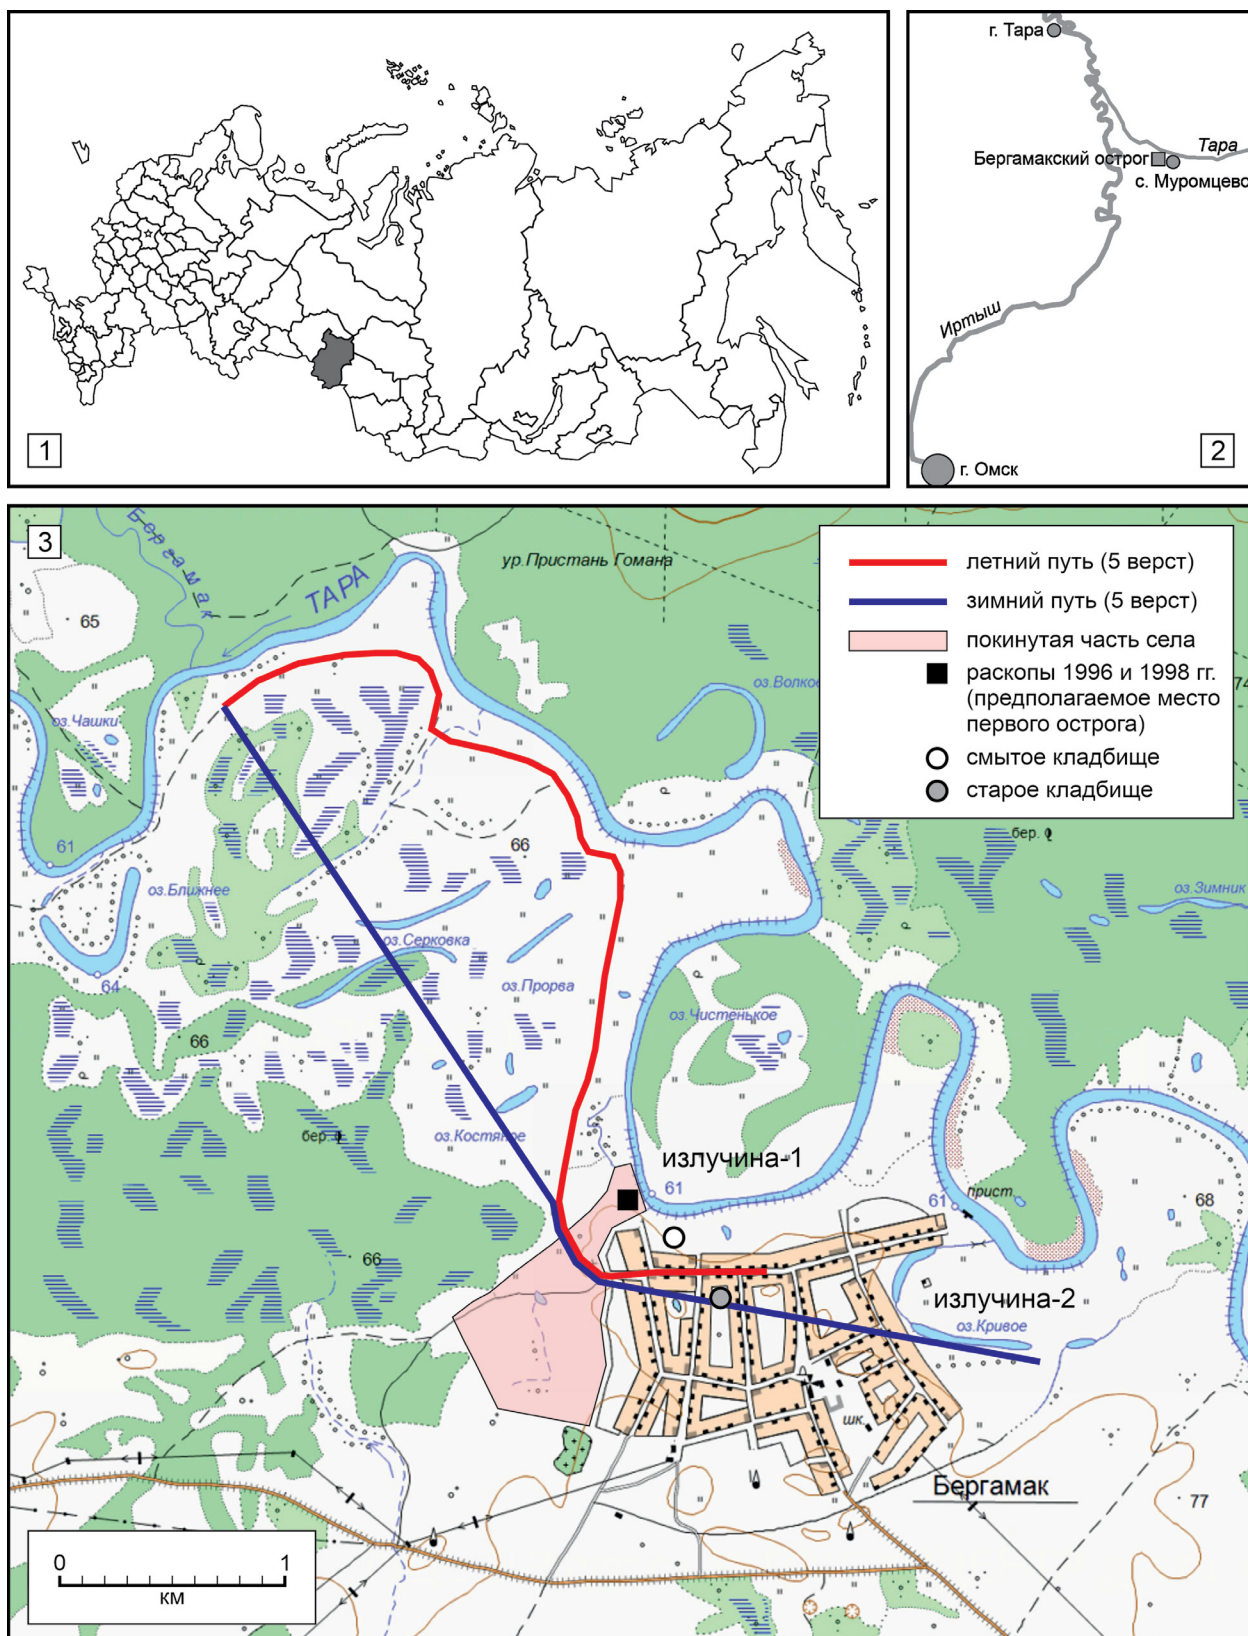 1
г. Тара
Тара
Бергамакский острог
с. Муромцево
Иртыш
г. Омск
2
3
Бергамак
ТАРА
ур.Пристань Гомана
65
оз.Чашки
оз.Волко
74
летний путь (5 верст)
зимний путь (5 верст)
покинутая часть села
раскопы 1996 и 1998 гг.
(предполагаемое место
первого острога)
смытое кладбище
старое кладбище
61
66
бер.
оз.Ближнее
оз.Зимник
оз.Серковка
64
оз.Прорва
оз.Чистенькое
66
бер.
оз.Костяное
излучина-1
61
61
прист.
68
66
излучина-2
оз.Кривое
шк.
Бергамак
77
0 1
км